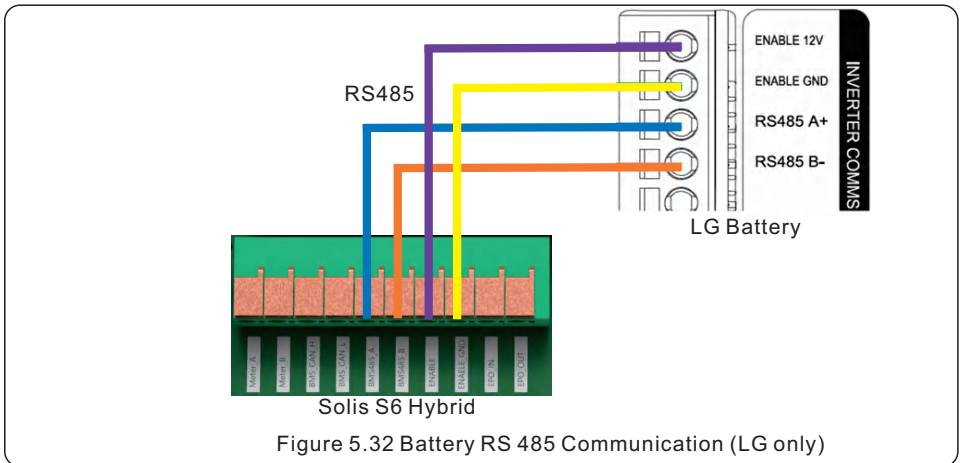 ENABLE 12V
ENABLE GND
RS485 A+
RS485 B-
INVERTER COMMS
RS485
LG Battery
Meter_A
Meter_B
BMS_CAN_H
BMS_CAN_L
BMS485_A
BMS485_B
ENABLE
ENAELE_GND
EPO_IN
EPO_OUT
Solis S6 Hybrid
Figure 5.32 Battery RS 485 Communication (LG only)